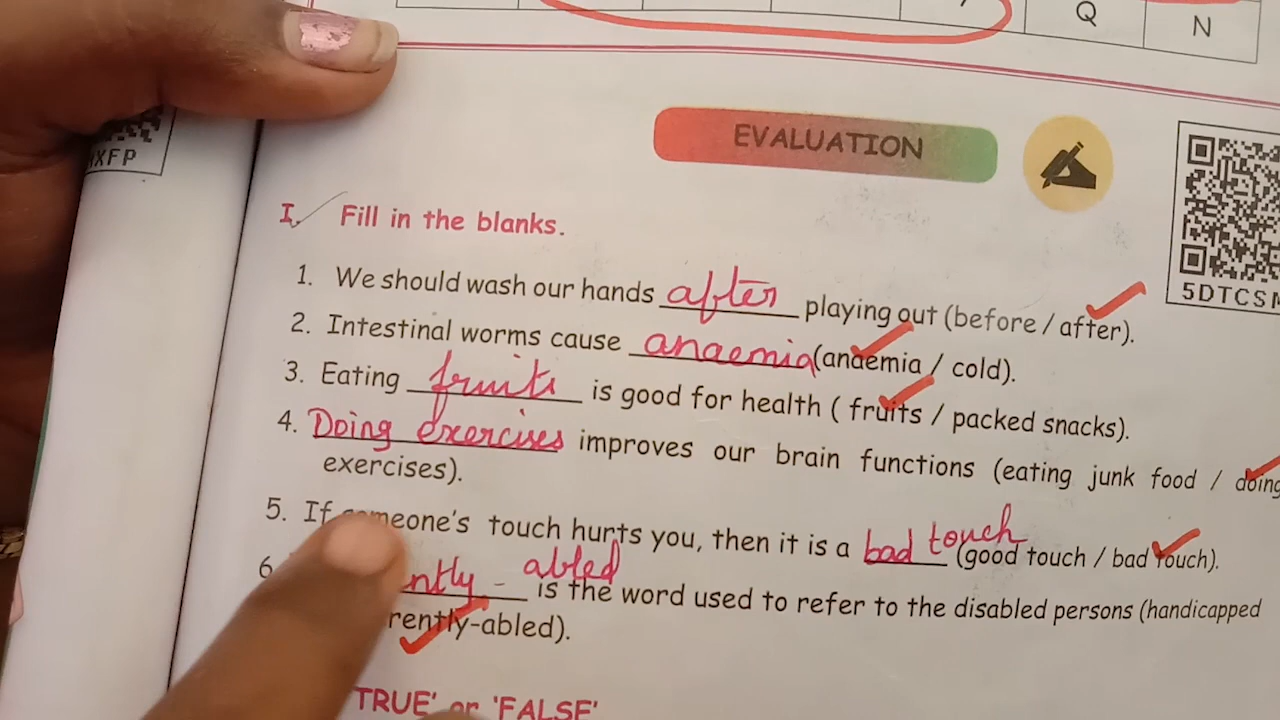 Q N
XFP
EVALUATION
5DTCS
I. Fill in the blanks.
1. We should wash our hands after playing out (before / after).
2. Intestinal worms cause anaemia (anaemia / cold).
3. Eating fruits is good for health ( fruits / packed snacks).
4. Doing exercises improves our brain functions (eating junk food / doing
exercises).
5. If someone's touch hurts you, then it is a bad touch (good touch / bad touch).
6. ntly - abled is the word used to refer to the disabled persons (handicapped
rently-abled).
TRUE' or 'FALSE'